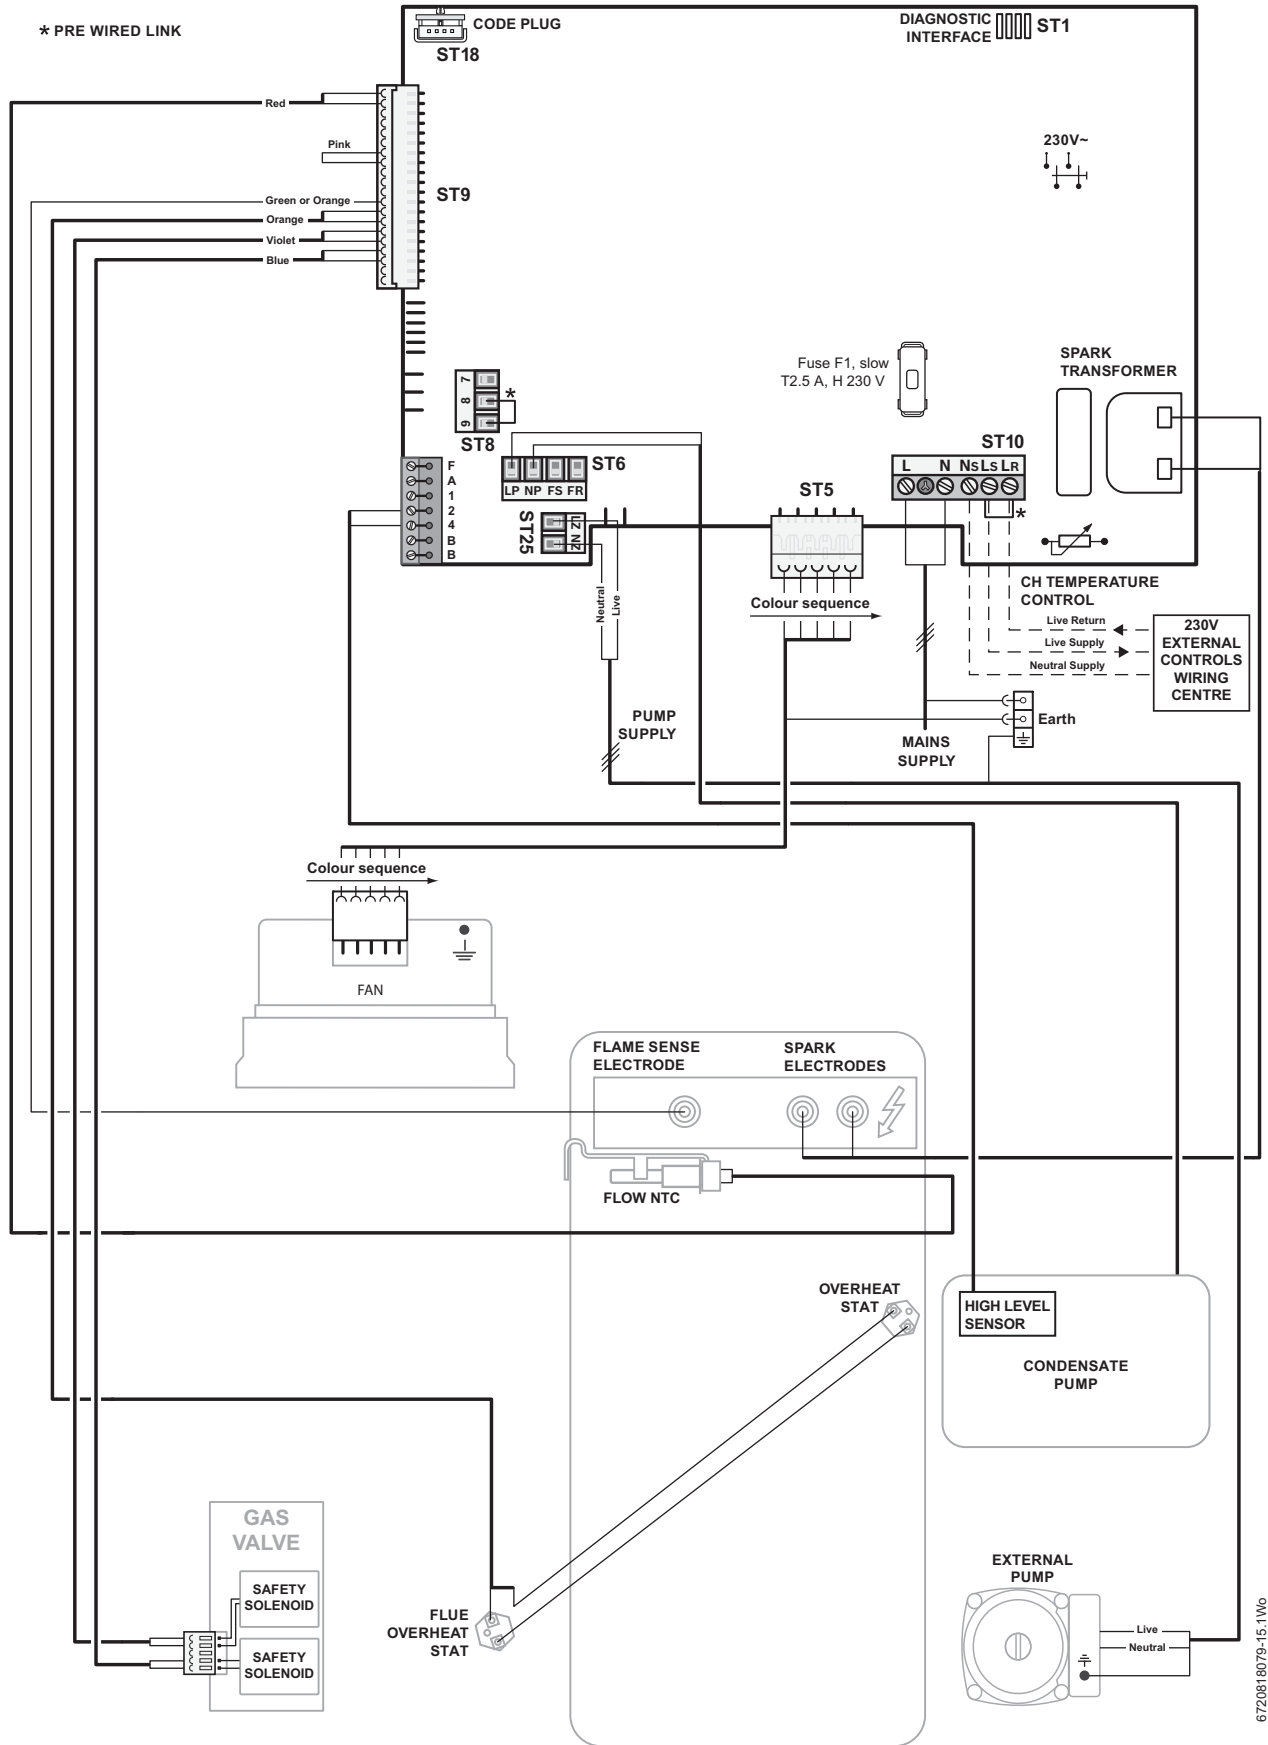 * PRE WIRED LINK
CODE PLUG
ST18
DIAGNOSTIC
INTERFACE
ST1
Red
Pink
Green or Orange
Orange
Violet
Blue
ST9
230V~
Fuse F1, slow
T2.5 A, H 230 V
SPARK
TRANSFORMER
7
8
9
*
ST8
ST6
LP NP FS FR
ST10
L N Ns Ls LR
*
F
A
1
2
4
B
B
ST25
LZ
NZ
Neutral
Live
ST5
Colour sequence
CH TEMPERATURE
CONTROL
Live Return
Live Supply
Neutral Supply
230V
EXTERNAL
CONTROLS
WIRING
CENTRE
PUMP
SUPPLY
MAINS
SUPPLY
Earth
Colour sequence
FAN
FLAME SENSE
ELECTRODE
SPARK
ELECTRODES
FLOW NTC
OVERHEAT
STAT
HIGH LEVEL
SENSOR
CONDENSATE
PUMP
GAS
VALVE
SAFETY
SOLENOID
SAFETY
SOLENOID
FLUE
OVERHEAT
STAT
EXTERNAL
PUMP
Live
Neutral
6720818079-15.1Wo